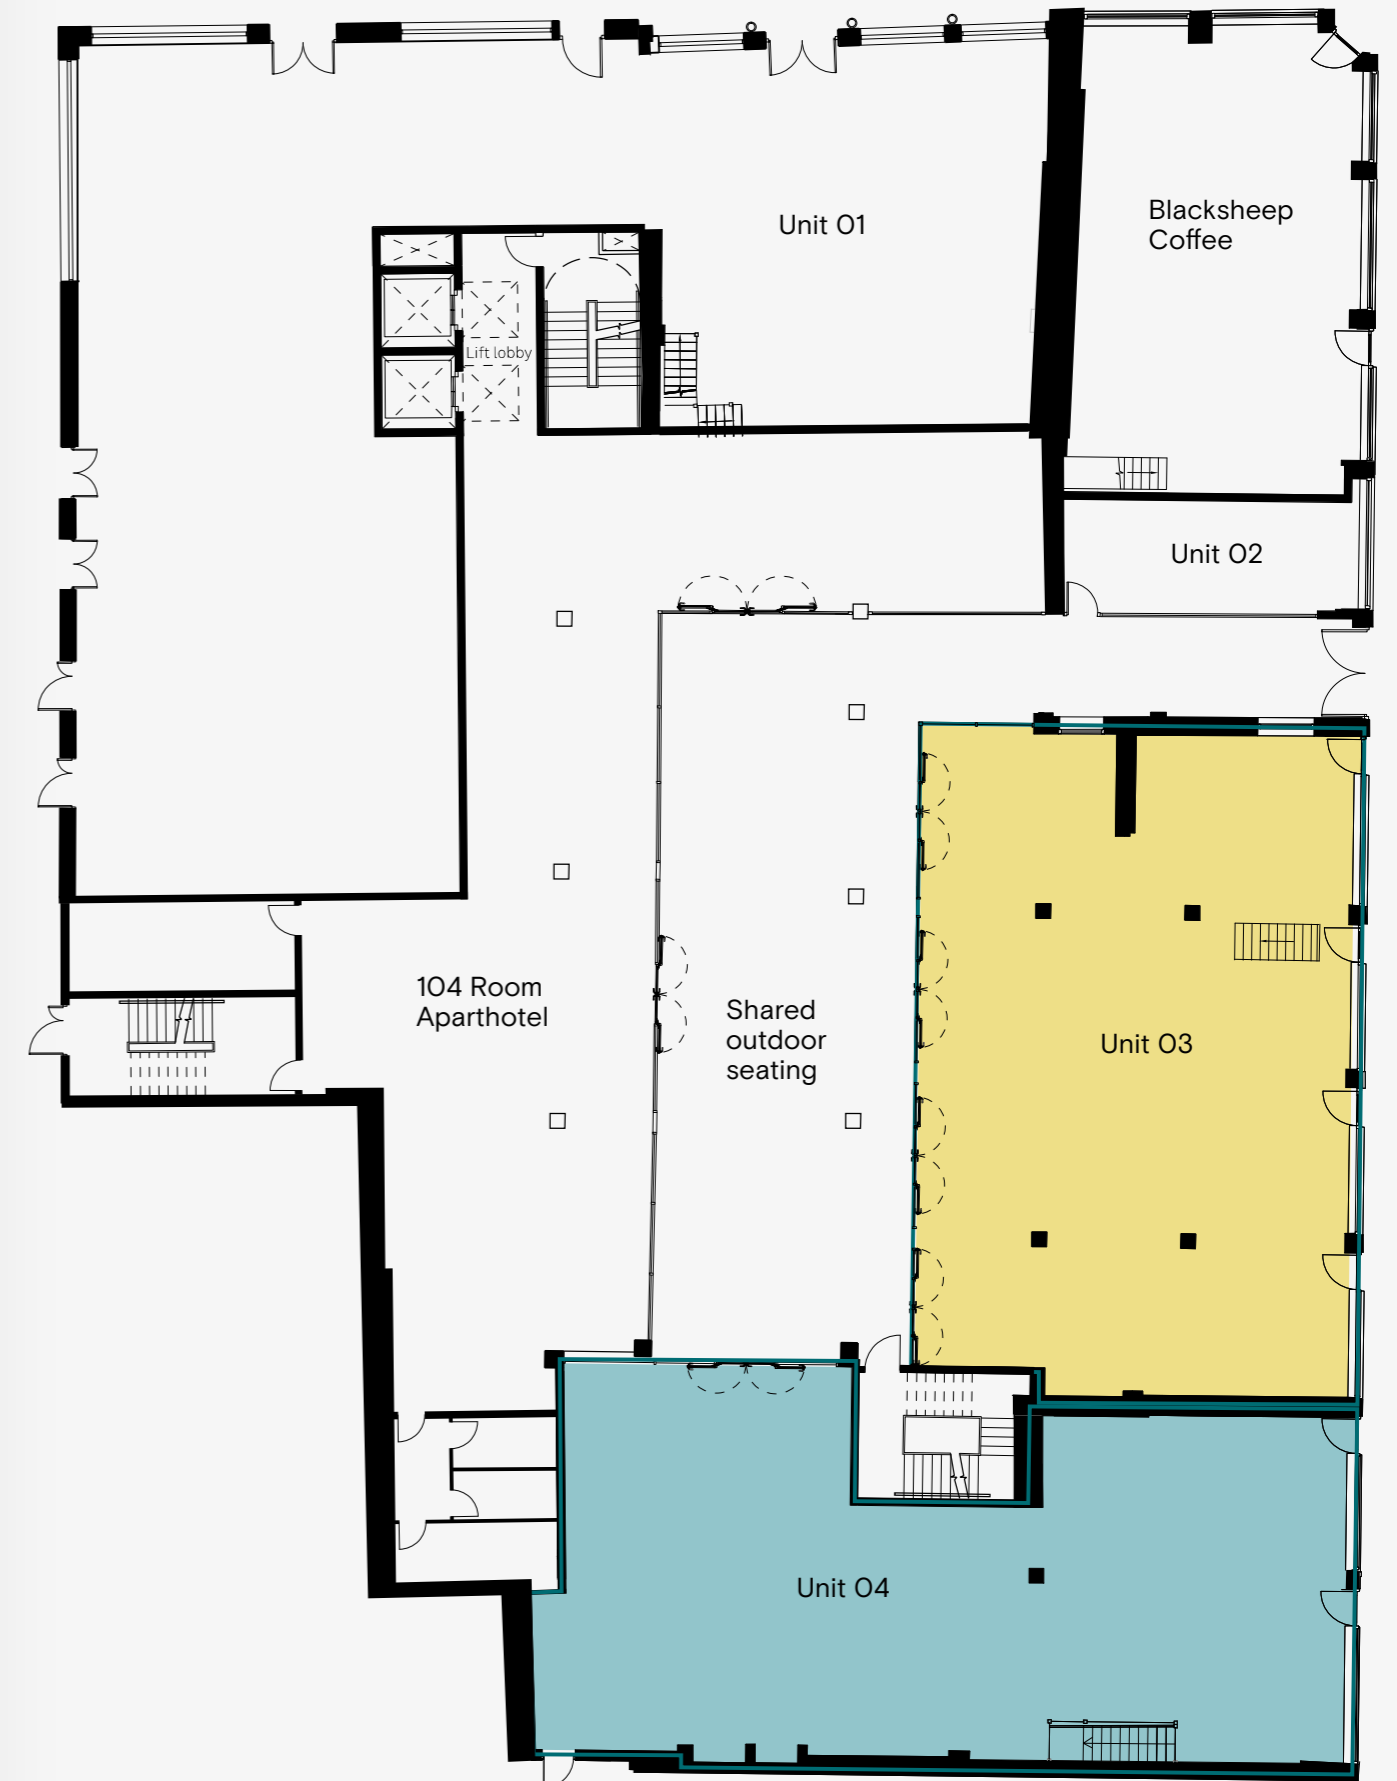 Unit 01
Blacksheep
Coffee
Lift lobby
Unit 02
104 Room
Aparthotel
Shared
outdoor
seating
Unit 03
Unit 04